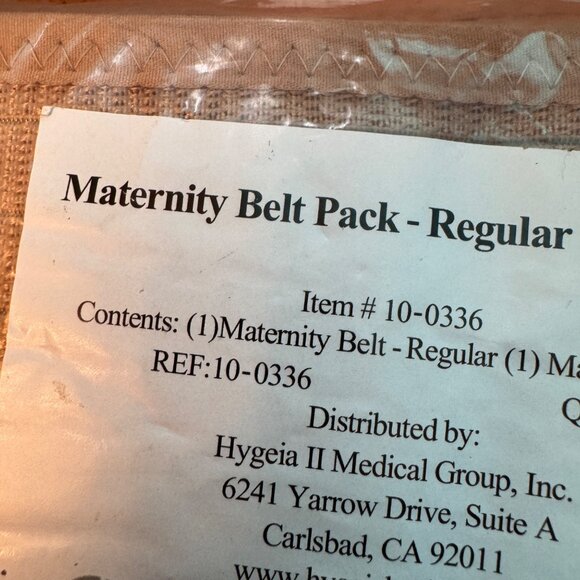 Maternity Belt Pack - Regular
Item # 10-0336
Contents: (1)Maternity Belt - Regular (1)
REF:10-0336
Distributed by:
Hygeia II Medical Group, Inc.
6241 Yarrow Drive, Suite A
Carlsbad, CA 92011